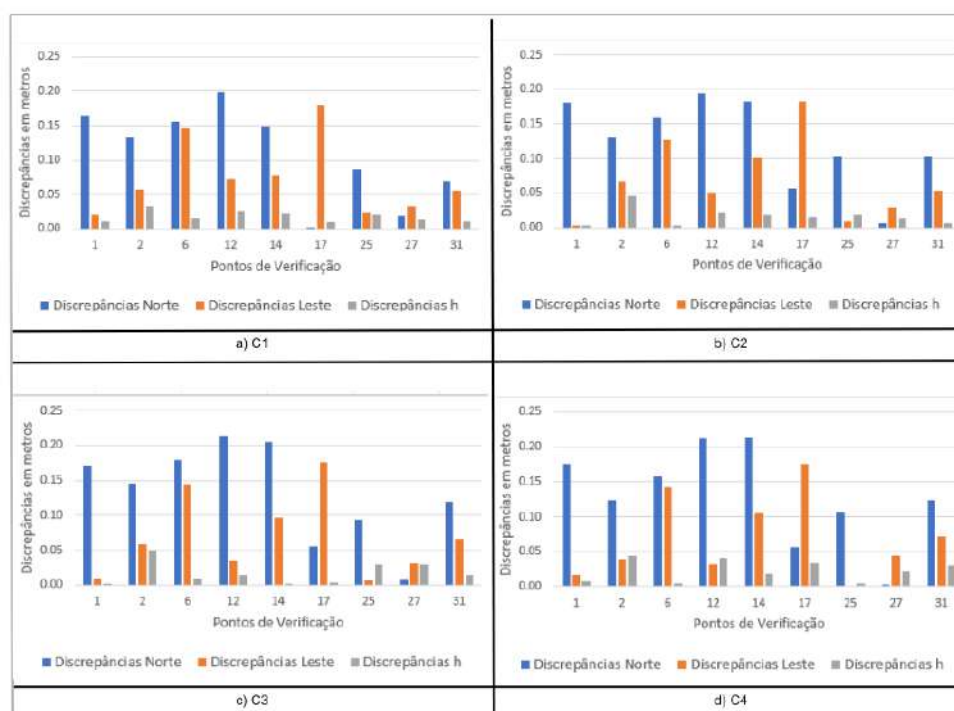 Discrepâncias em metros
0.25
0.20
0.15
0.10
0.05
0.00
1 2 6 12 14 17 25 27 31
Pontos de Verificação
Discrepâncias Norte Discrepâncias Leste Discrepâncias h
a) C1
Discrepâncias em metros
0.25
0.20
0.15
0.10
0.05
0.00
1 2 6 12 14 17 25 27 31
Pontos de Verificação
Discrepâncias Norte Discrepâncias Leste Discrepâncias h
b) C2
Discrepâncias em metros
0.25
0.20
0.15
0.10
0.05
0.00
1 2 6 12 14 17 25 27 31
Pontos de Verificação
Discrepâncias Norte Discrepâncias Leste Discrepâncias h
c) C3
Discrepâncias em metros
0.25
0.20
0.15
0.10
0.05
0.00
1 2 6 12 14 17 25 27 31
Pontos de Verificação
Discrepâncias Norte Discrepâncias Leste Discrepâncias h
d) C4